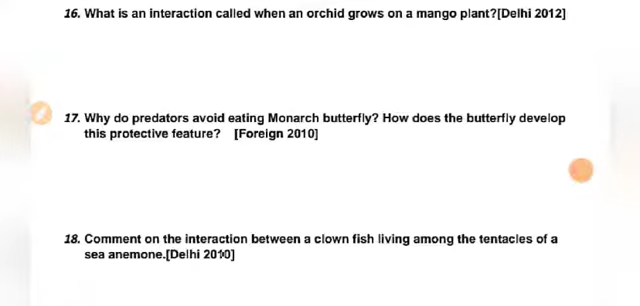 16. What is an interaction called when an orchid grows on a mango plant?[Delhi 2012]
17. Why do predators avoid eating Monarch butterfly? How does the butterfly develop
this protective feature? [Foreign 2010]
18. Comment on the interaction between a clown fish living among the tentacles of a
sea anemone.[Delhi 2010]